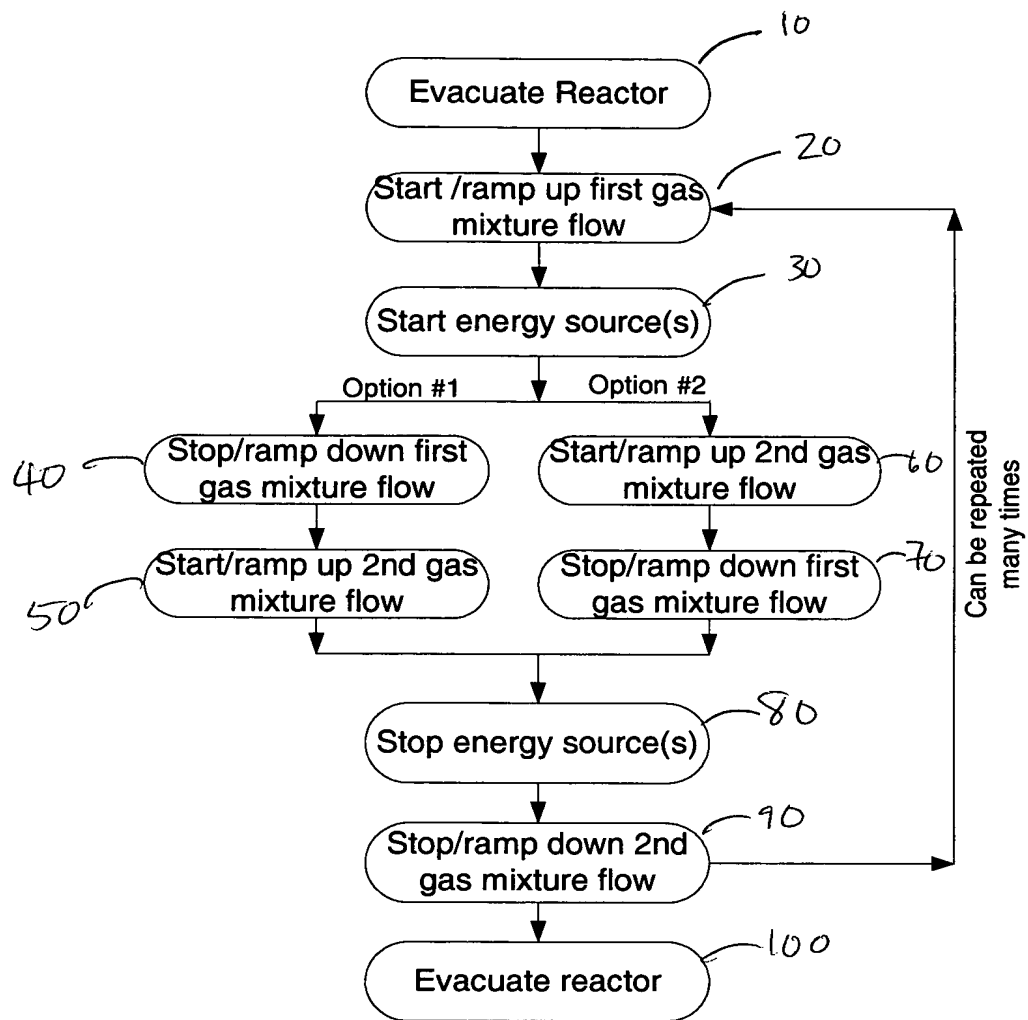 10
Evacuate Reactor
20
Start /ramp up first gas
mixture flow
30
Start energy source(s)
Option #1
Option #2
40
Stop/ramp down first
gas mixture flow
Start/ramp up 2nd gas
mixture flow
60
50
Start/ramp up 2nd gas
mixture flow
Stop/ramp down first
gas mixture flow
70
Can be repeated
many times
80
Stop energy source(s)
90
Stop/ramp down 2nd
gas mixture flow
100
Evacuate reactor